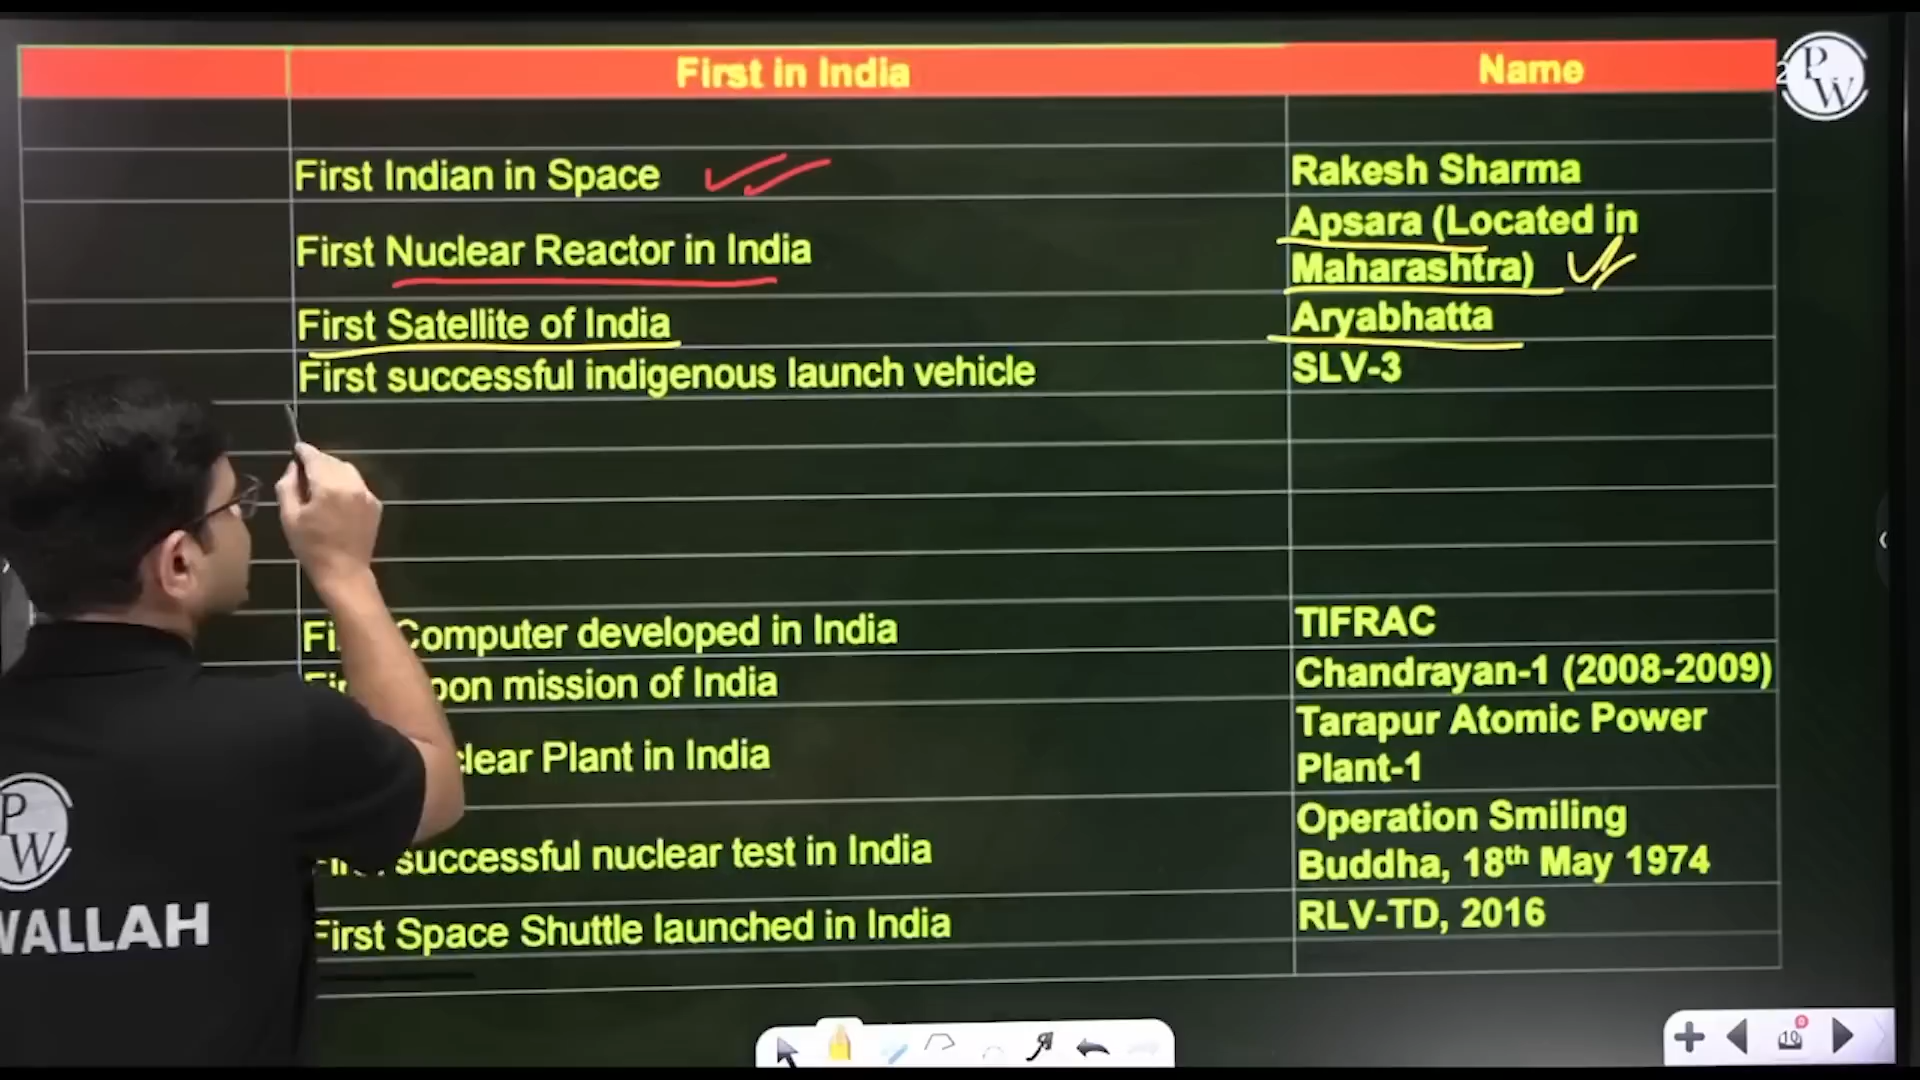 First in India Name
PW
First Indian in Space Rakesh Sharma
First Nuclear Reactor in India Apsara (Located in
Maharashtra)
First Satellite of India Aryabhatta
First successful indigenous launch vehicle SLV-3
Computer developed in India TIFRAC
mission of India Chandrayan-1 (2008-2009)
Plant in India Tarapur Atomic Power
Plant-1
successful nuclear test in India Operation Smiling
Buddha, 18th May 1974
First Space Shuttle launched in India RLV-TD, 2016
PW
WALLAH
10